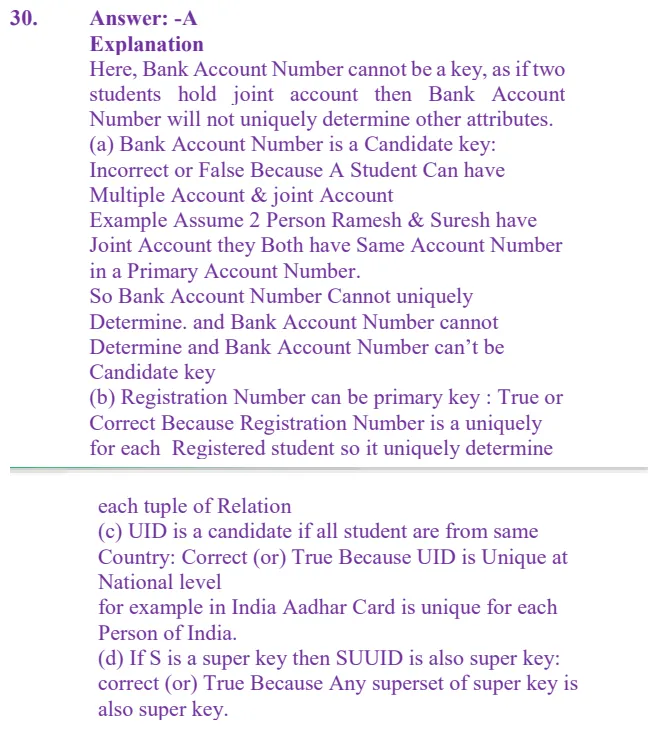 30. Answer: -A
Explanation
Here, Bank Account Number cannot be a key, as if two
students hold joint account then Bank Account
Number will not uniquely determine other attributes.
(a) Bank Account Number is a Candidate key:
Incorrect or False Because A Student Can have
Multiple Account & joint Account
Example Assume 2 Person Ramesh & Suresh have
Joint Account they Both have Same Account Number
in a Primary Account Number.
So Bank Account Number Cannot uniquely
Determine. and Bank Account Number cannot
Determine and Bank Account Number can’t be
Candidate key
(b) Registration Number can be primary key : True or
Correct Because Registration Number is a uniquely
for each Registered student so it uniquely determine
each tuple of Relation
(c) UID is a candidate if all student are from same
Country: Correct (or) True Because UID is Unique at
National level
for example in India Aadhar Card is unique for each
Person of India.
(d) If S is a super key then SUUID is also super key:
correct (or) True Because Any superset of super key is
also super key.